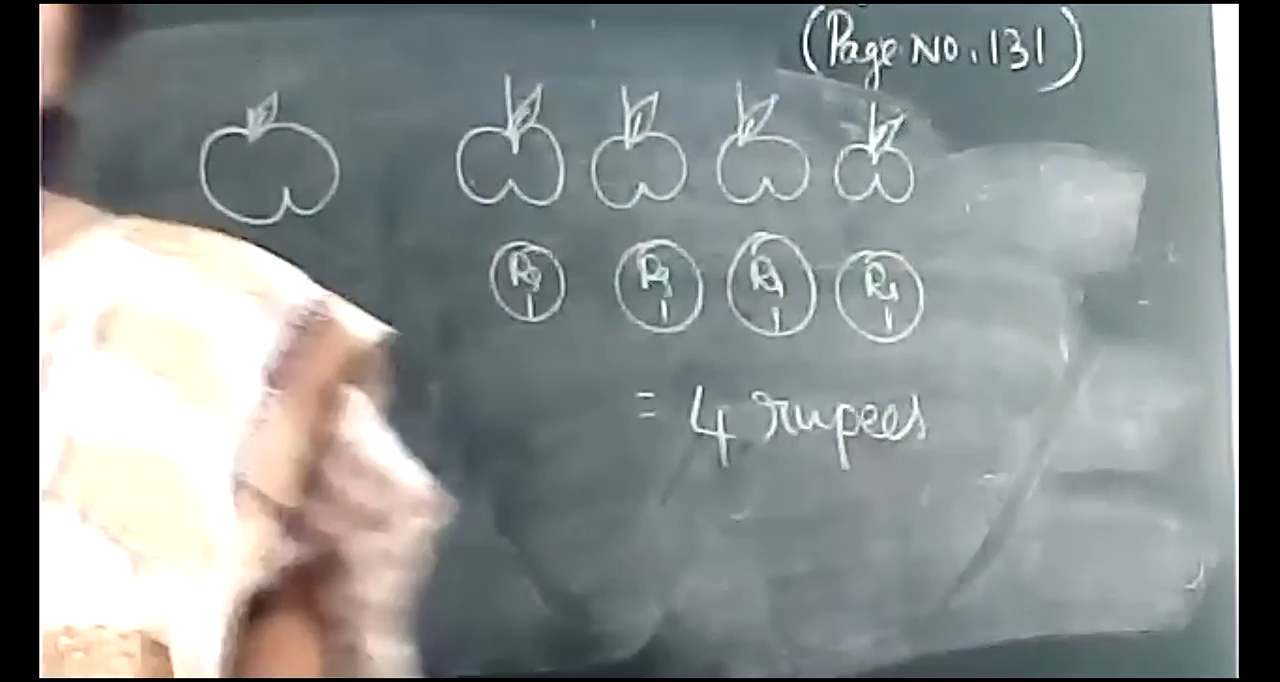 (Page No. 131)
Rs Rs Rs Rs
1 1 1 1
= 4 rupees